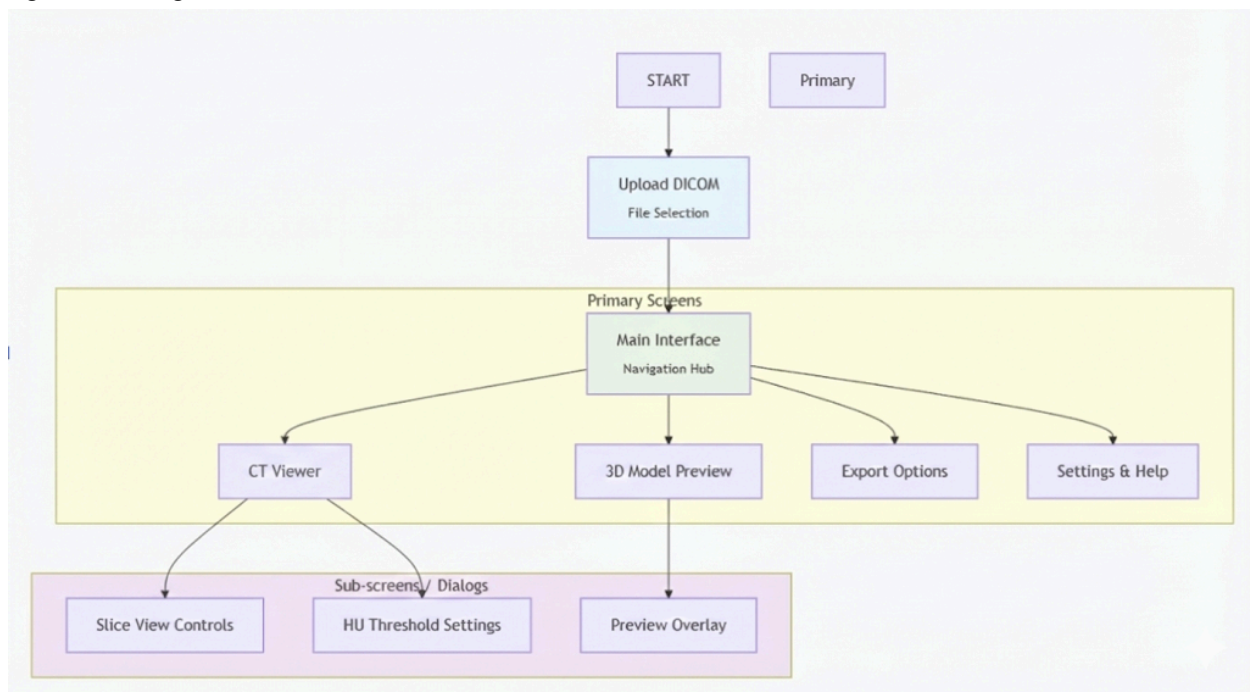 START
Primary
Upload DICOM
File Selection
Primary Screens
Main Interface
Navigation Hub
CT Viewer
3D Model Preview
Export Options
Settings & Help
Sub-screens / Dialogs
Slice View Controls
HU Threshold Settings
Preview Overlay